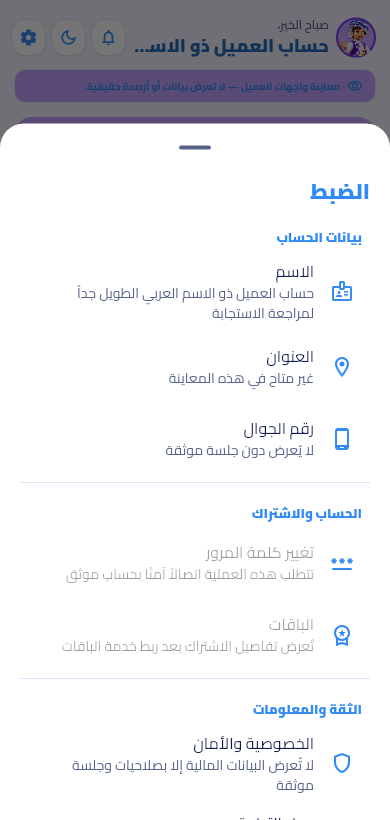 صباح الخير،
حساب العميل ذو الاسـ...
معاينة واجهات العميل — لا تعرض بيانات أو أرصدة حقيقية.
الضبط
بيانات الحساب
الاسم
حساب العميل ذو الاسم العربي الطويل جداً
لمراجعة الاستجابة
العنوان
غير متاح في هذه المعاينة
رقم الجوال
لا يُعرض دون جلسة موثقة
الحساب والاشتراك
تغيير كلمة المرور
تتطلب هذه العملية اتصالاً آمنًا بحساب موثق
الباقات
تُعرض تفاصيل الاشتراك بعد ربط خدمة الباقات
الثقة والمعلومات
الخصوصية والأمان
لا تُعرض البيانات المالية إلا بصلاحيات وجلسة
موثقة